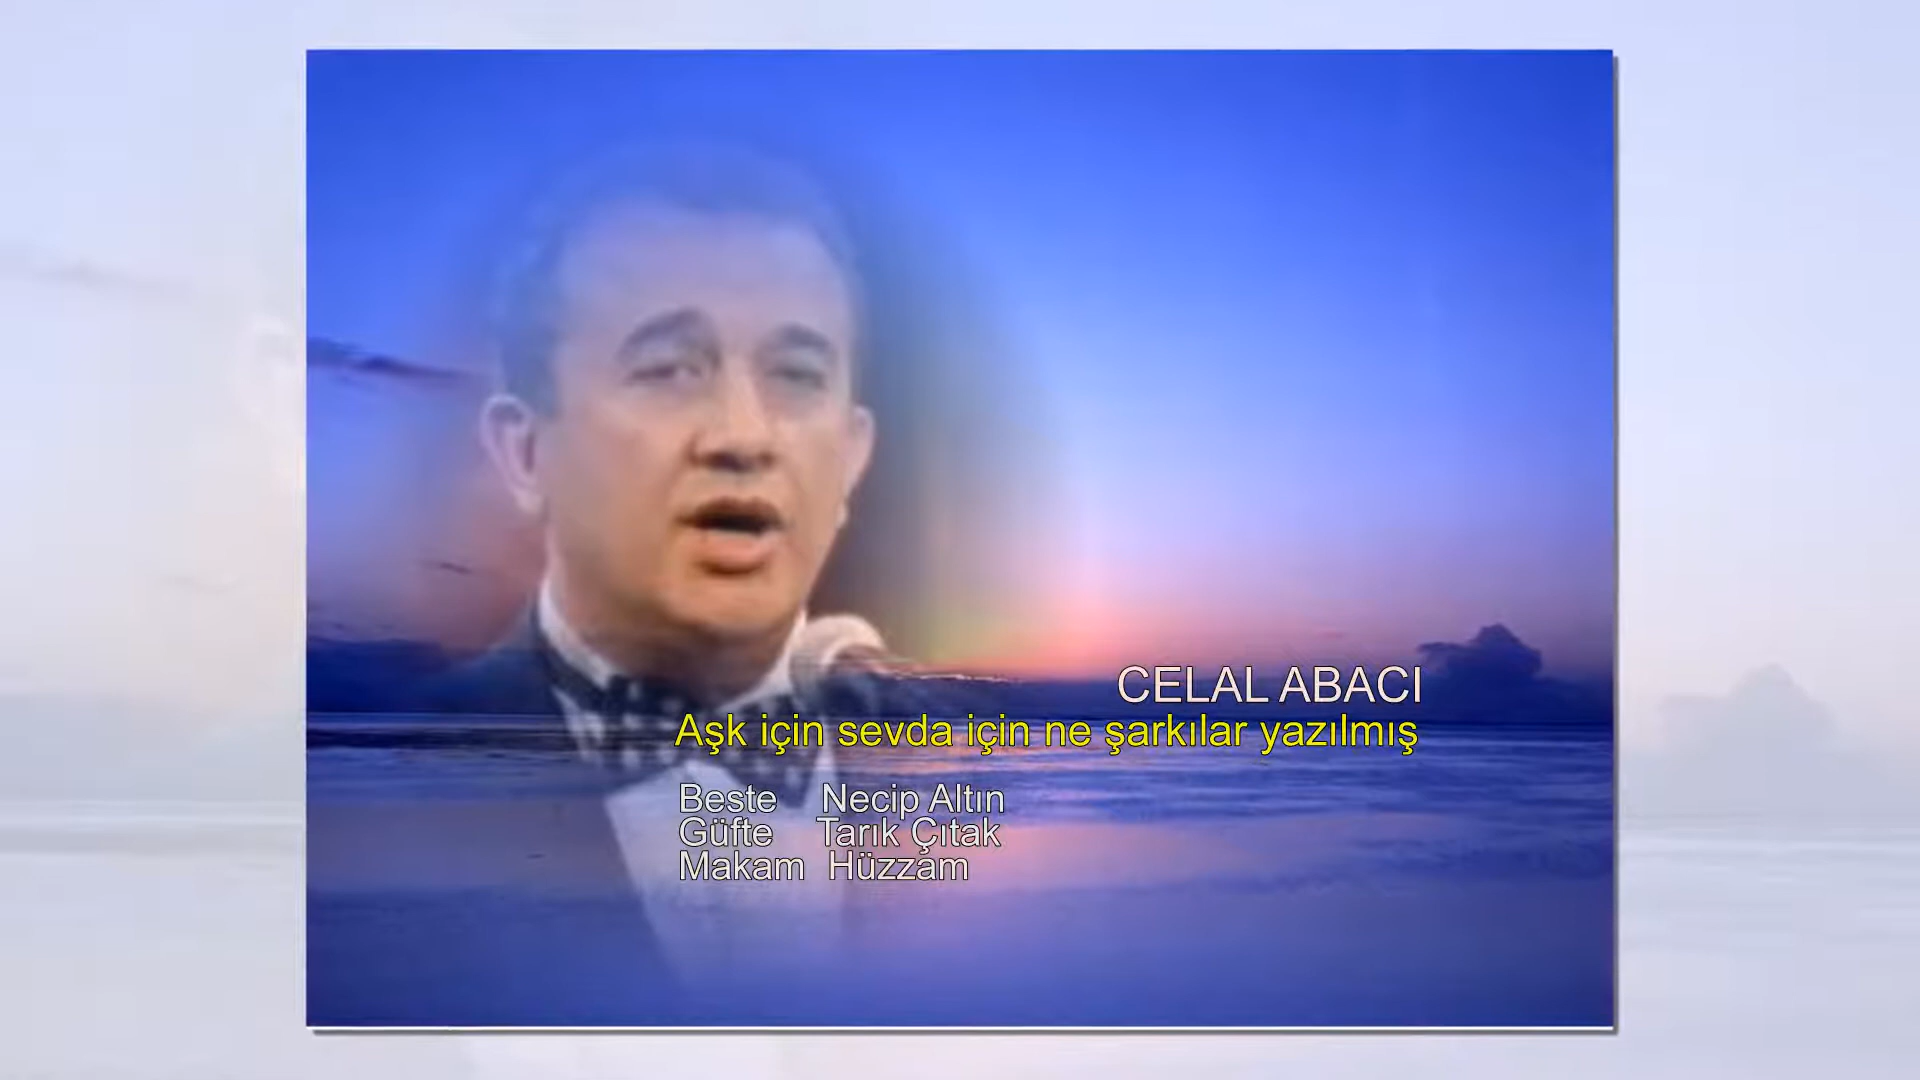 CELAL ABACI
Aşk için sevda için ne şarkılar yazılmış
Beste Necip Altın
Güfte Tarık Çıtak
Makam Hüzzam